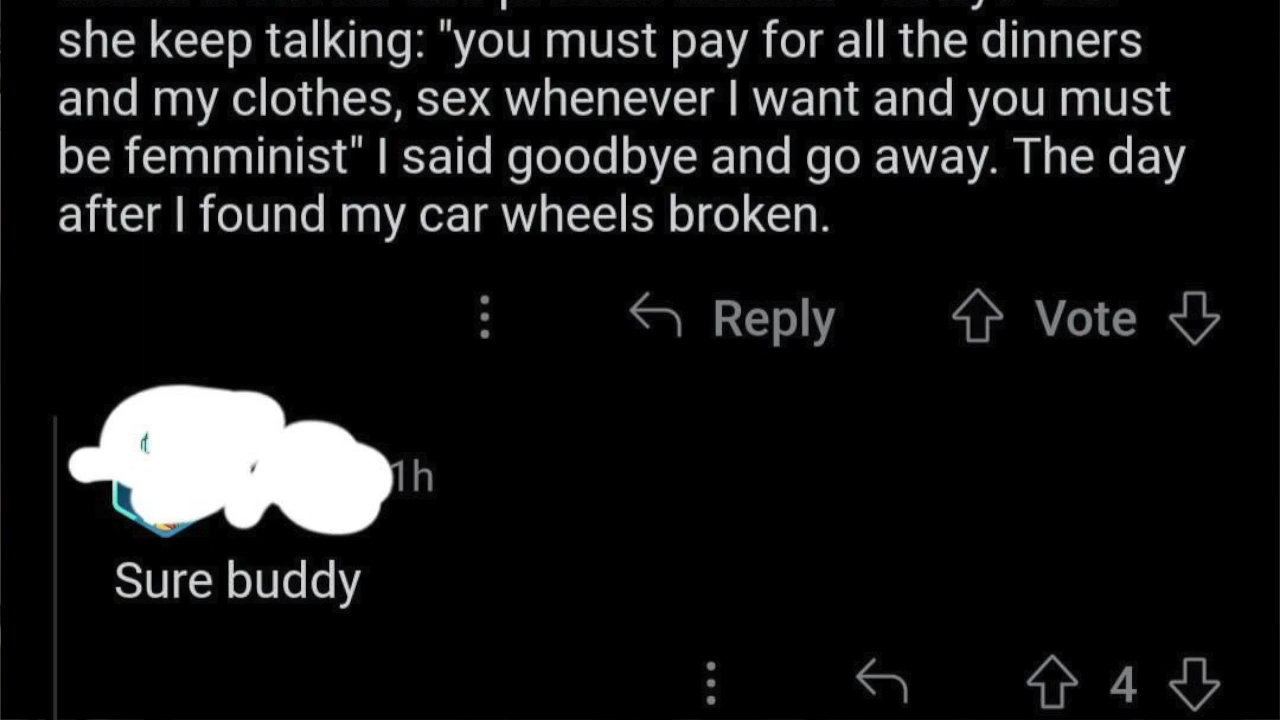 she keep talking: "you must pay for all the dinners
and my clothes, sex whenever I want and you must
be femminist" I said goodbye and go away. The day
after I found my car wheels broken.
Reply
Vote
1h
Sure buddy
4